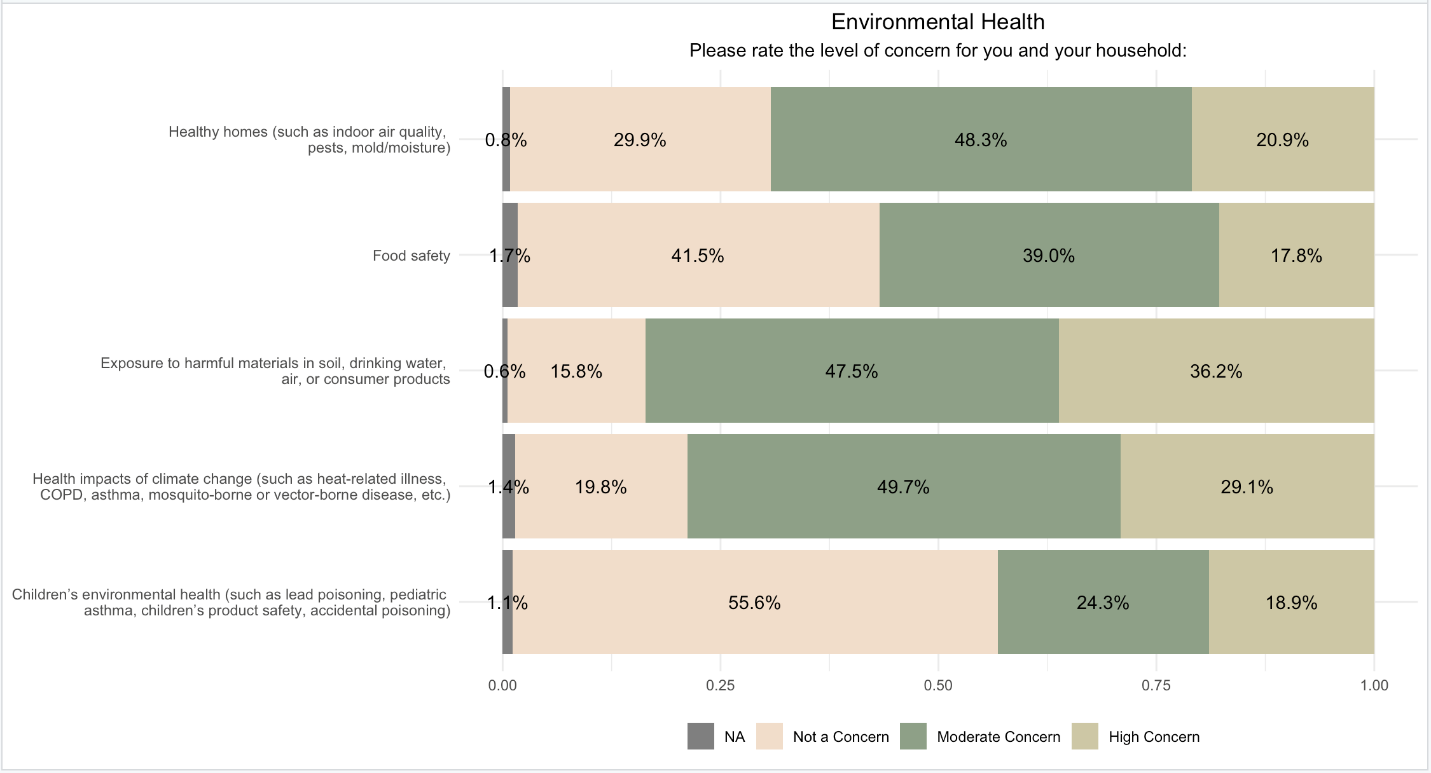 Environmental Health
Please rate the level of concern for you and your household:
Healthy homes (such as indoor air quality,
pests, mold/moisture)
0.8% 29.9% 48.3% 20.9%
Food safety
1.7% 41.5% 39.0% 17.8%
Exposure to harmful materials in soil, drinking water,
air, or consumer products
0.6% 15.8% 47.5% 36.2%
Health impacts of climate change (such as heat-related illness,
COPD, asthma, mosquito-borne or vector-borne disease, etc.)
1.4% 19.8% 49.7% 29.1%
Children’s environmental health (such as lead poisoning, pediatric
asthma, children’s product safety, accidental poisoning)
1.1% 55.6% 24.3% 18.9%
0.00 0.25 0.50 0.75 1.00
NA Not a Concern Moderate Concern High Concern